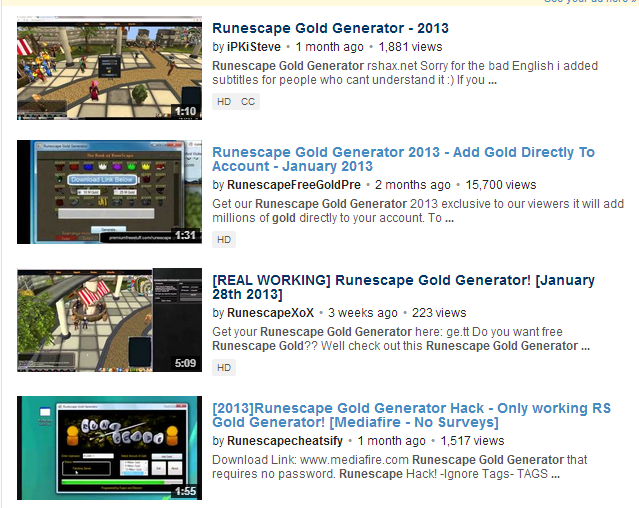 See your ad here »
Runescape Gold Generator - 2013
by iPKiSteve • 1 month ago • 1,881 views
Runescape Gold Generator rshax.net Sorry for the bad English i added
subtitles for people who cant understand it :) If you ...
HD CC
1:10
Runescape Gold Generator 2013 - Add Gold Directly To
Account - January 2013
by RunescapeFreeGoldPre • 2 months ago • 15,700 views
Get our Runescape Gold Generator 2013 exclusive to our viewers it will add
millions of gold directly to your account. To ...
HD
Download Link Below
Generate
premiumfreestuff.com/runescape
1:31
[REAL WORKING] Runescape Gold Generator! [January
28th 2013]
by RunescapeXoX • 3 weeks ago • 223 views
Get your Runescape Gold Generator here: ge.tt Do you want free
Runescape Gold?? Well check out this Runescape Gold Generator ...
HD
5:09
[2013]Runescape Gold Generator Hack - Only working RS
Gold Generator! [Mediafire - No Surveys]
by Runescapecheatsify • 1 month ago • 1,517 views
Download Link: www.mediafire.com Runescape Gold Generator that
requires no password. Runescape Hack! -Ignore Tags- TAGS ...
RUNE SCAPE
1:55